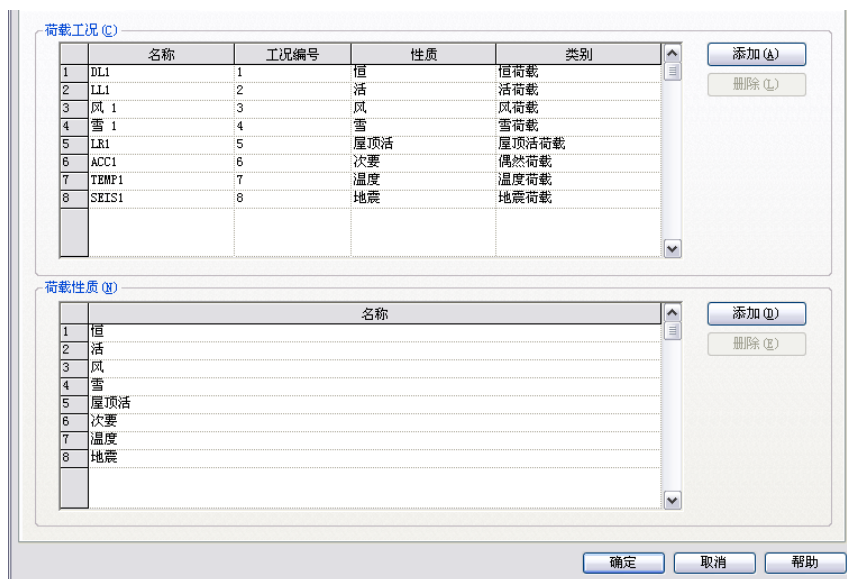 荷载工况(C)
名称 工况编号 性质 类别 添加(A)
1 DL1 1 恒 恒荷载
2 LL1 2 活 活荷载 删除(L)
3 风 1 3 风 风荷载
4 雪 1 4 雪 雪荷载
5 LR1 5 屋顶活 屋顶活荷载
6 ACC1 6 次要 偶然荷载
7 TEMP1 7 温度 温度荷载
8 SEIS1 8 地震 地震荷载
荷载性质(N)
名称 添加(D)
1 恒
2 活 删除(E)
3 风
4 雪
5 屋顶活
6 次要
7 温度
8 地震
确定 取消 帮助